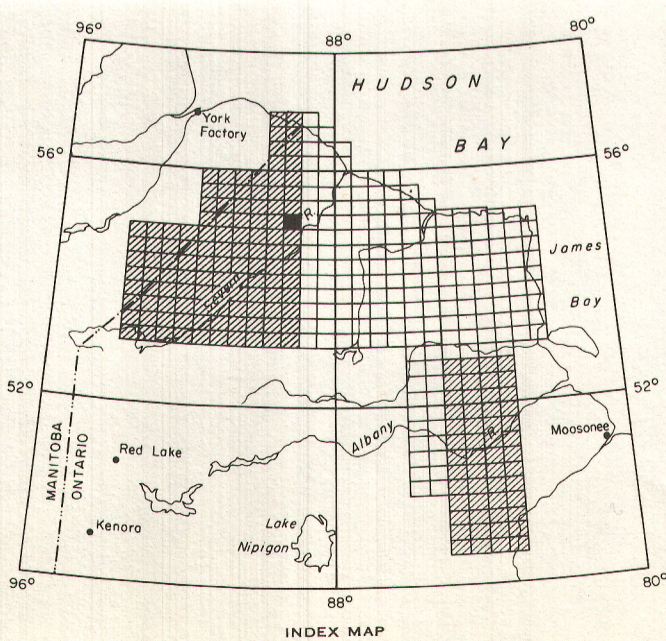 96°
88°
80°
HUDSON
BAY
York
Factory
56°
56°
R.
Severn
James
Bay
52°
52°
MANITOBA
ONTARIO
Red Lake
Albany
R.
Moosonee
Kenora
Lake
Nipigon
96°
88°
80°
INDEX MAP